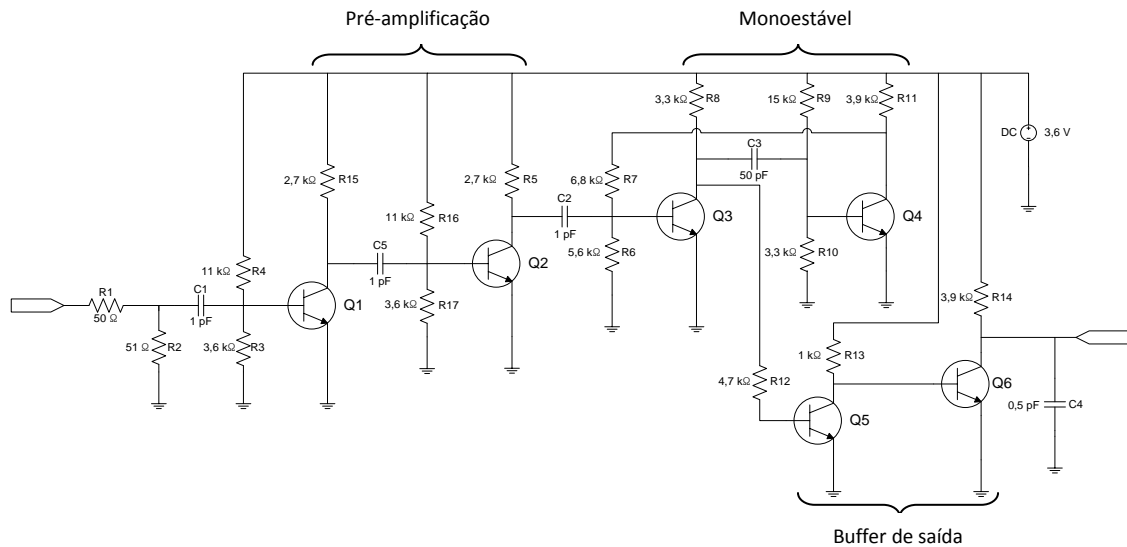 Pré-amplificação
Monoestável
3,3 kΩ R8
15 kΩ R9
3,9 kΩ R11
DC 3,6 V
C3
50 pF
2,7 kΩ R15
2,7 kΩ R5
6,8 kΩ R7
C2
1 pF
Q3
Q4
11 kΩ R16
C5
1 pF
Q2
5,6 kΩ R6
3,3 kΩ R10
11 kΩ R4
R1
50 Ω
C1
1 pF
Q1
3,6 kΩ R17
3,9 kΩ R14
51 Ω R2
3,6 kΩ R3
1 kΩ R13
4,7 kΩ R12
Q5
Q6
0,5 pF C4
Buffer de saída